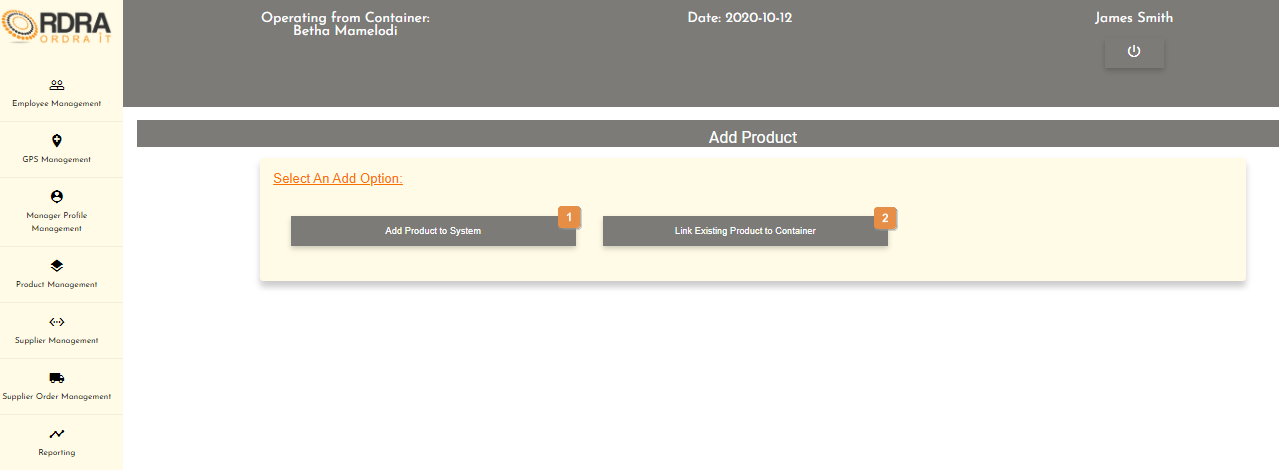 ORDRA
ORDRA IT
Operating from Container:
Betha Mamelodi
Date: 2020-10-12
James Smith
Employee Management
GPS Management
Manager Profile
Management
Product Management
Supplier Management
Supplier Order Management
Reporting
Add Product
Select An Add Option:
Add Product to System
1
Link Existing Product to Container
2